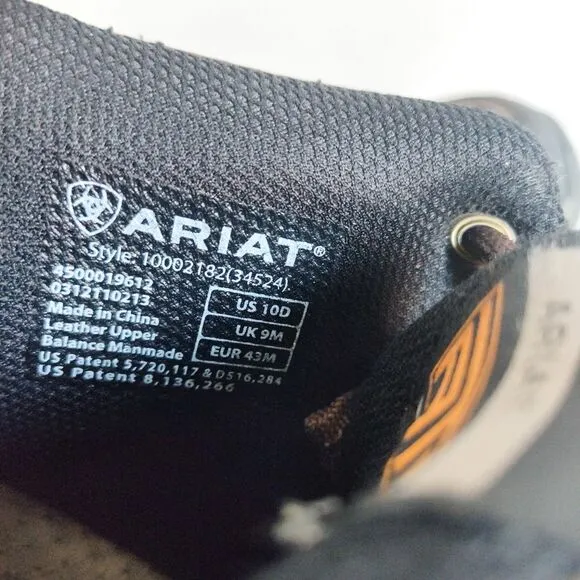 ARIAT®
Style: 10002182(34524)
4500019612
0312110213
Made in China
Leather Upper
Balance Manmade
US 10D
UK 9M
EUR 43M
US Patent 5,720,117 & D516,284
US Patent 8,136,266